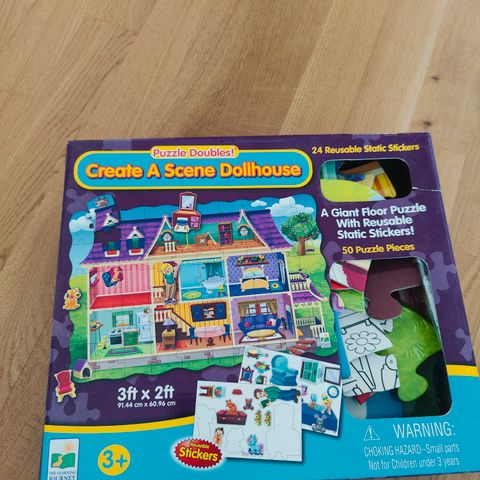 Puzzle Doubles!
Create A Scene Dollhouse
24 Reusable Static Stickers
A Giant Floor Puzzle
With Reusable
Static Stickers!
50 Puzzle Pieces
3ft x 2ft
91.44 cm x 60.96 cm
Reusable
Stickers
THE LEARNING
JOURNEY
3+
WARNING:
CHOKING HAZARD--Small parts
Not for Children under 3 years